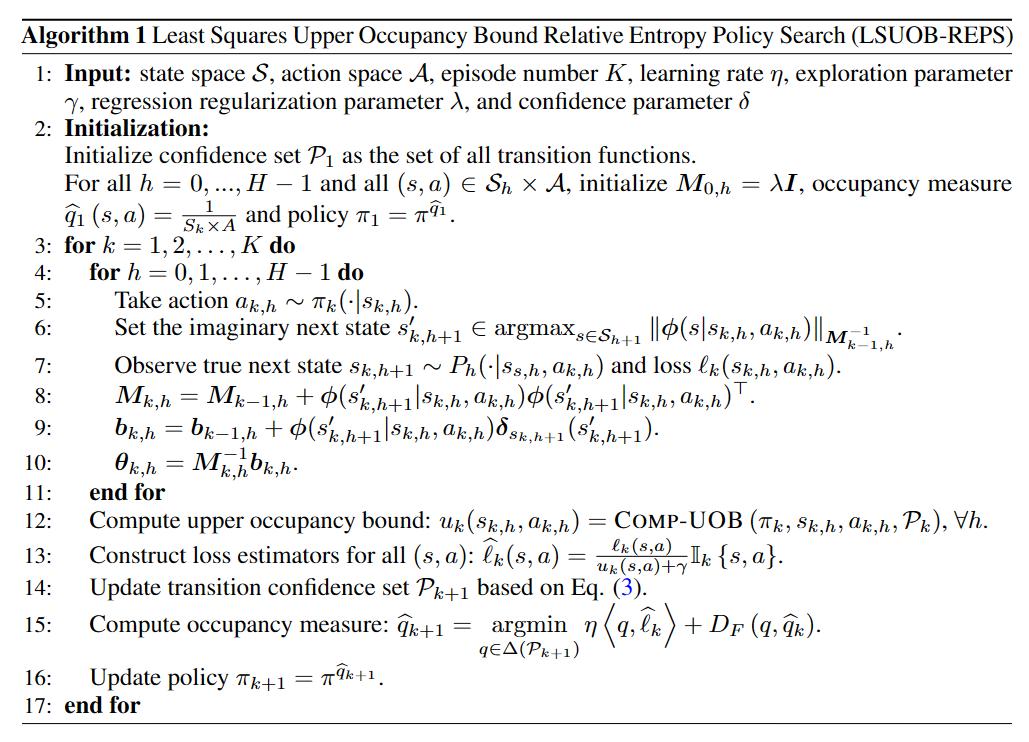 Algorithm 1 Least Squares Upper Occupancy Bound Relative Entropy Policy Search (LSUOB-REPS)
1: Input: state space $\mathcal{S}$, action space $\mathcal{A}$, episode number $K$, learning rate $\eta$, exploration parameter
$\gamma$, regression regularization parameter $\lambda$, and confidence parameter $\delta$
2: Initialization:
Initialize confidence set $\mathcal{P}_1$ as the set of all transition functions.
For all $h = 0, ..., H - 1$ and all $(s, a) \in \mathcal{S}_h \times \mathcal{A}$, initialize $\boldsymbol{M}_{0,h} = \lambda \boldsymbol{I}$, occupancy measure
$\widehat{q}_1(s, a) = \frac{1}{S_k \times A}$ and policy $\pi_1 = \pi^{\widehat{q}_1}$.
3: for $k = 1, 2, \ldots, K$ do
4: for $h = 0, 1, \ldots, H - 1$ do
5: Take action $a_{k,h} \sim \pi_k(\cdot|s_{k,h})$.
6: Set the imaginary next state $s'_{k,h+1} \in \text{argmax}_{s \in \mathcal{S}_{h+1}} \|\phi(s|s_{k,h}, a_{k,h})\|_{\boldsymbol{M}_{k-1,h}^{-1}}$.
7: Observe true next state $s_{k,h+1} \sim P_h(\cdot|s_{s,h}, a_{k,h})$ and loss $\ell_k(s_{k,h}, a_{k,h})$.
8: $\boldsymbol{M}_{k,h} = \boldsymbol{M}_{k-1,h} + \boldsymbol{\phi}(s'_{k,h+1}|s_{k,h}, a_{k,h})\boldsymbol{\phi}(s'_{k,h+1}|s_{k,h}, a_{k,h})^\top$.
9: $\boldsymbol{b}_{k,h} = \boldsymbol{b}_{k-1,h} + \boldsymbol{\phi}(s'_{k,h+1}|s_{k,h}, a_{k,h})\boldsymbol{\delta}_{s_{k,h+1}}(s'_{k,h+1})$.
10: $\boldsymbol{\theta}_{k,h} = \boldsymbol{M}_{k,h}^{-1}\boldsymbol{b}_{k,h}$.
11: end for
12: Compute upper occupancy bound: $u_k(s_{k,h}, a_{k,h}) = \text{COMP-UOB}(\pi_k, s_{k,h}, a_{k,h}, \mathcal{P}_k), \forall h$.
13: Construct loss estimators for all $(s, a)$: $\widehat{\ell}_k(s, a) = \frac{\ell_k(s,a)}{u_k(s,a)+\gamma}\mathbb{I}_k\{s, a\}$.
14: Update transition confidence set $\mathcal{P}_{k+1}$ based on Eq. (3).
15: Compute occupancy measure: $\widehat{q}_{k+1} = \underset{q \in \Delta(\mathcal{P}_{k+1})}{\text{argmin}} \eta \left\langle q, \widehat{\ell}_k \right\rangle + D_F(q, \widehat{q}_k)$.
16: Update policy $\pi_{k+1} = \pi^{\widehat{q}_{k+1}}$.
17: end for